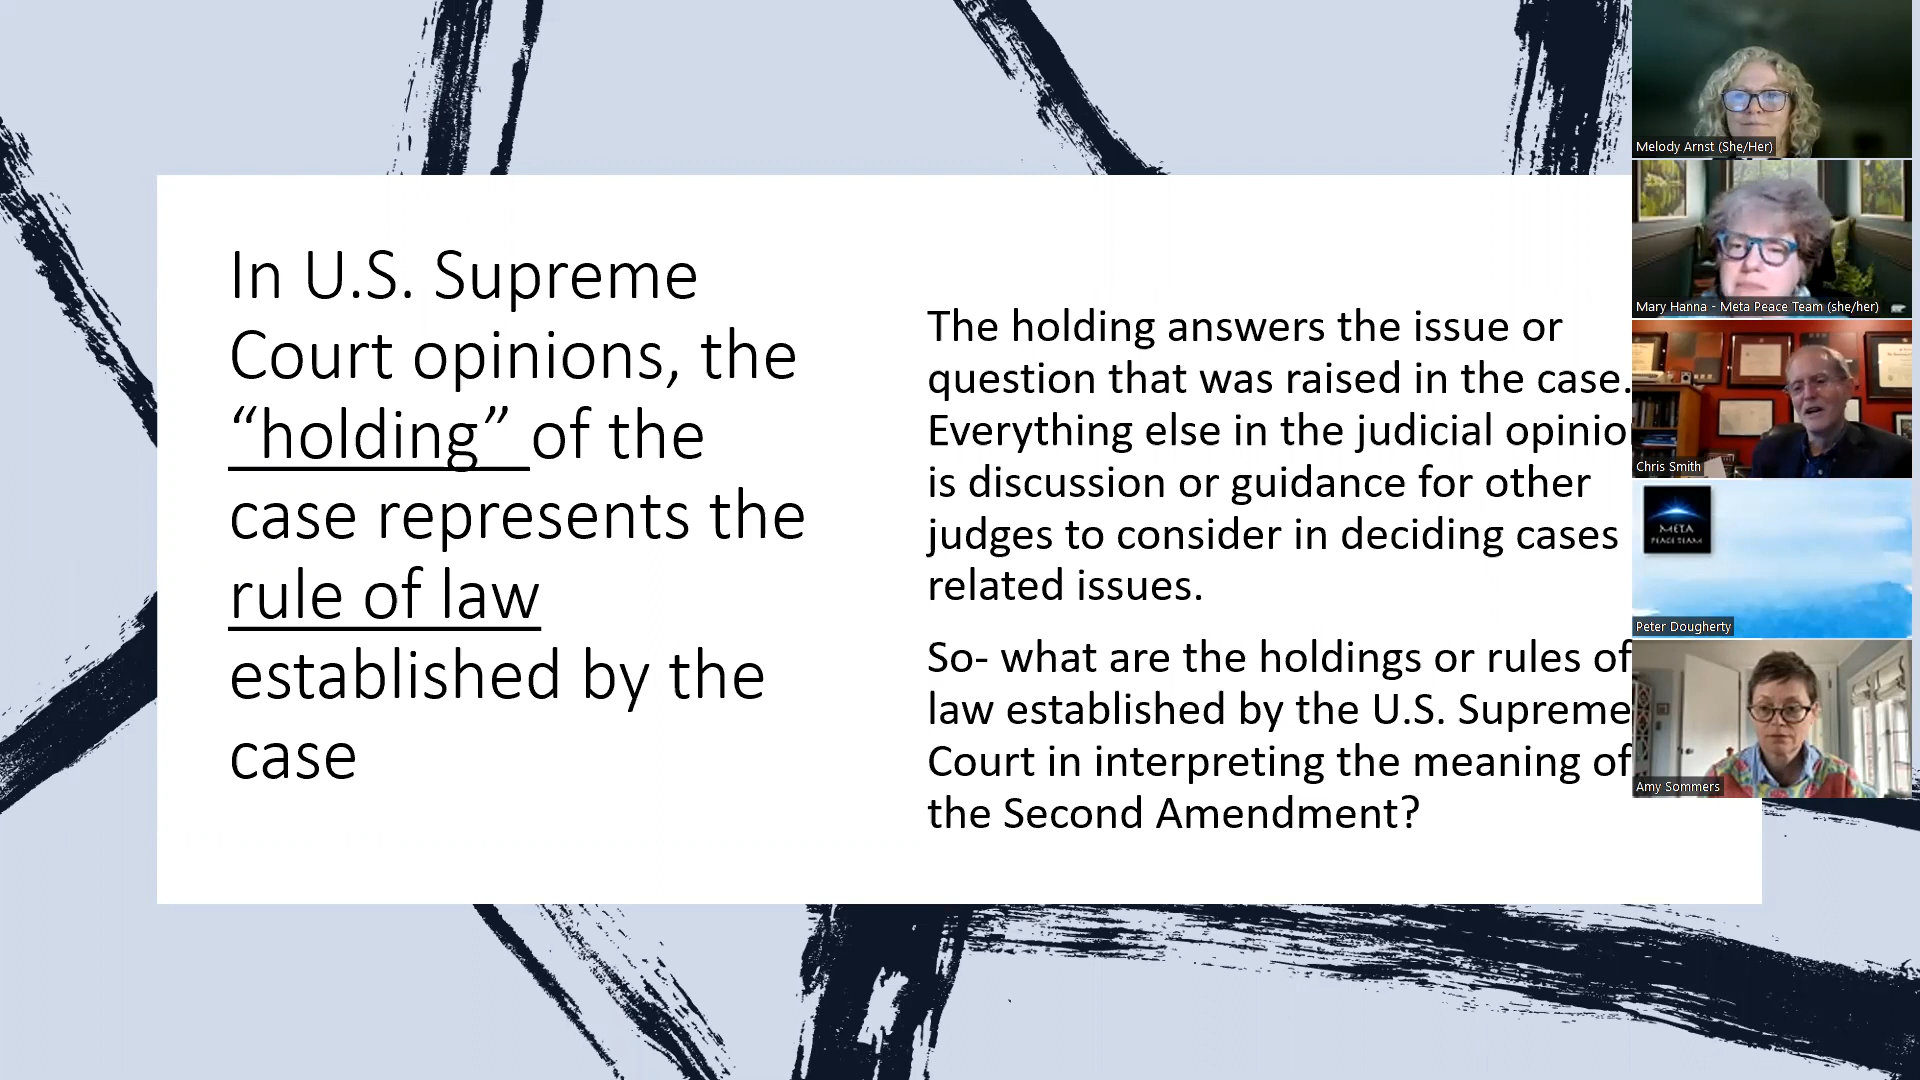 In U.S. Supreme
Court opinions, the
“holding” of the
case represents the
rule of law
established by the
case
The holding answers the issue or
question that was raised in the case.
Everything else in the judicial opinio
is discussion or guidance for other
judges to consider in deciding cases
related issues.
So- what are the holdings or rules of
law established by the U.S. Supreme
Court in interpreting the meaning of
the Second Amendment?
Melody Arnst (She/Her)
Mary Hanna - Meta Peace Team (she/her)
Chris Smith
META
PEACE TEAM
Peter Dougherty
Amy Sommers